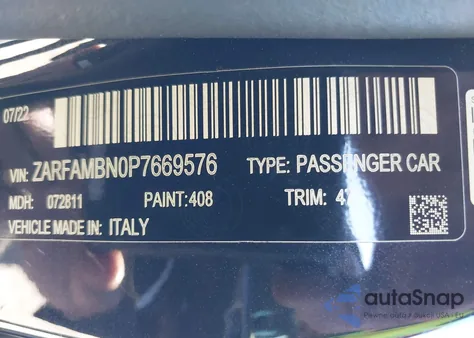 07/22
VIN: ZARFAMBN0P7669576 TYPE: PASSENGER CAR
MDH: 072811 PAINT:408 TRIM:
VEHICLE MADE IN: ITALY
autoSnap